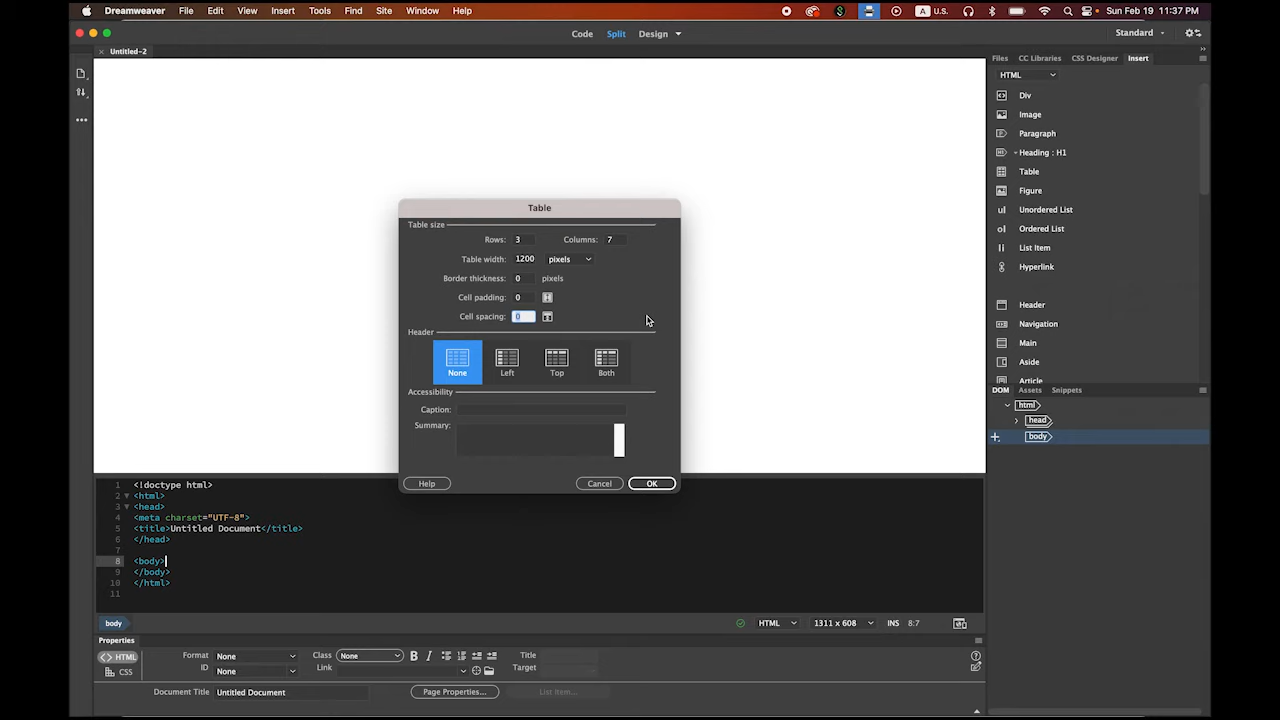 Dreamweaver File Edit View Insert Tools Find Site Window Help A U.S. Sun Feb 19 11:37 PM
Code Split Design Standard
× Untitled-2
Files CC Libraries CSS Designer Insert
HTML
Div
Image
Paragraph
Heading : H1
Table
Figure
ul Unordered List
ol Ordered List
li List Item
Hyperlink
Header
Navigation
Main
Aside
Article
Table
Table size
Rows: 3 Columns: 7
Table width: 1200 pixels
Border thickness: 0 pixels
Cell padding: 0
Cell spacing: 0
Header
None Left Top Both
Accessibility
Caption:
Summary:
Help Cancel OK
DOM Assets Snippets
html
head
body
1 <!doctype html>
2 <html>
3 <head>
4 <meta charset="UTF-8">
5 <title>Untitled Document</title>
6 </head>
7
8 <body>
9 </body>
10 </html>
11
body HTML 1311 x 608 INS 8:7
Properties
<> HTML Format None Class None B I Title
CSS ID None Link Target
Document Title Untitled Document Page Properties... List Item...